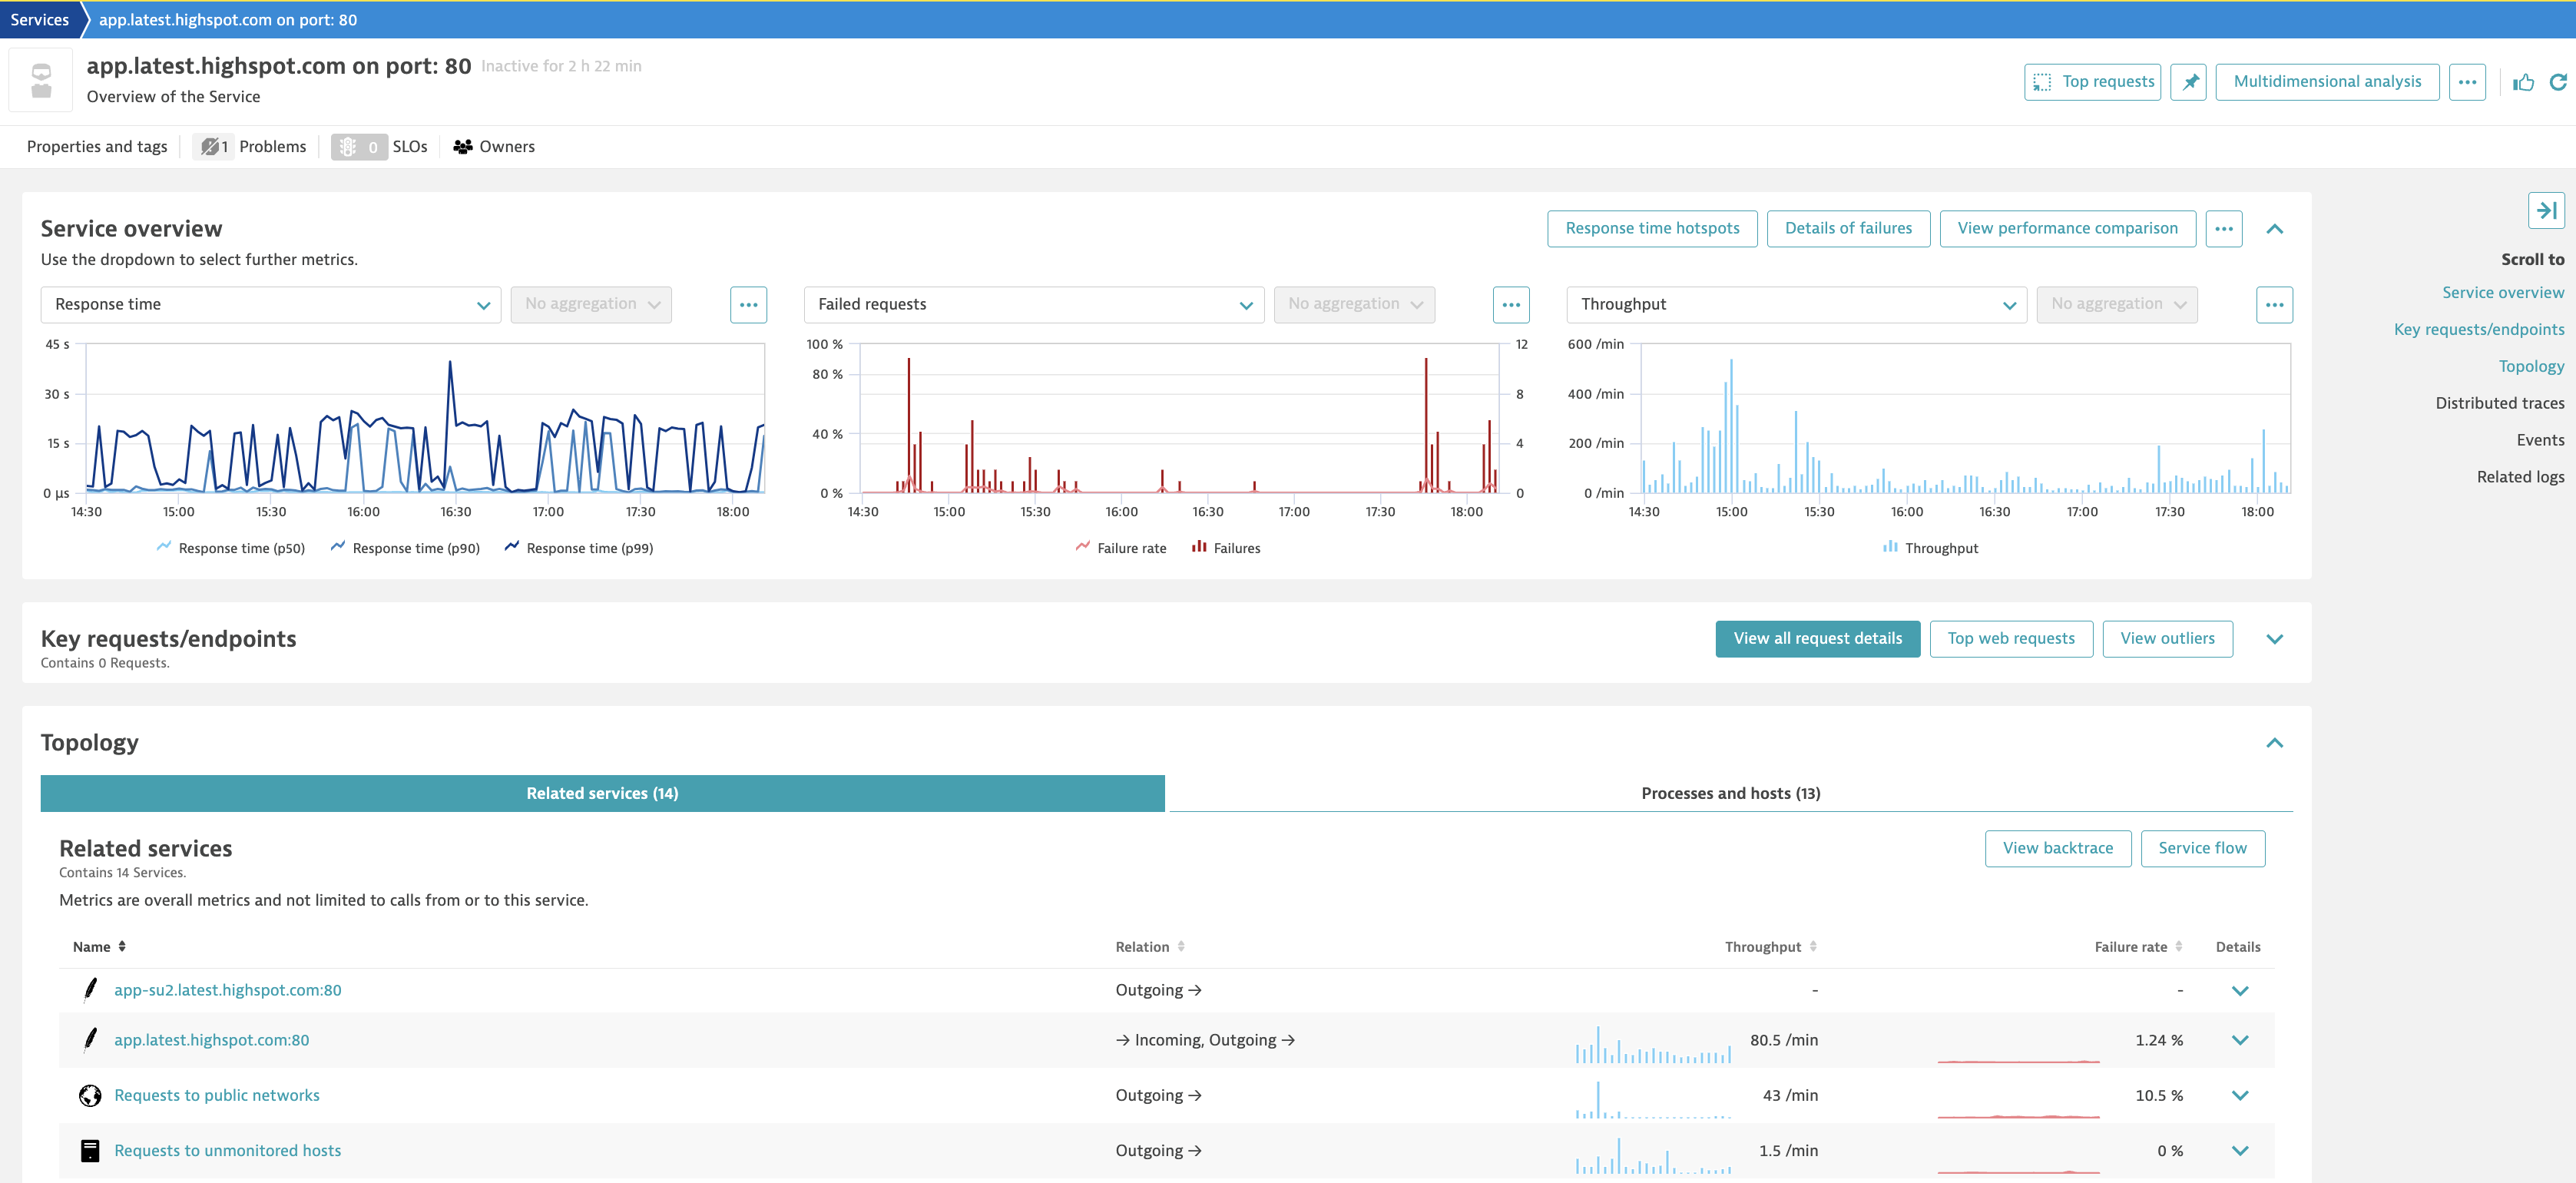 Services
app.latest.highspot.com on port: 80
app.latest.highspot.com on port: 80 Inactive for 2 h 22 min
Overview of the Service
Top requests
Multidimensional analysis
Properties and tags
1 Problems
0 SLOs
Owners
Service overview
Use the dropdown to select further metrics.
Response time hotspots
Details of failures
View performance comparison
Response time
No aggregation
45 s
30 s
15 s
0 µs
14:30 15:00 15:30 16:00 16:30 17:00 17:30 18:00
Response time (p50) Response time (p90) Response time (p99)
Failed requests
No aggregation
100 %
80 %
40 %
0 %
12
8
4
0
14:30 15:00 15:30 16:00 16:30 17:00 17:30 18:00
Failure rate Failures
Throughput
No aggregation
600 /min
400 /min
200 /min
0 /min
14:30 15:00 15:30 16:00 16:30 17:00 17:30 18:00
Throughput
Scroll to
Service overview
Key requests/endpoints
Topology
Distributed traces
Events
Related logs
Key requests/endpoints
Contains 0 Requests.
View all request details
Top web requests
View outliers
Topology
Related services (14)
Processes and hosts (13)
Related services
Contains 14 Services.
Metrics are overall metrics and not limited to calls from or to this service.
View backtrace
Service flow
Name Relation Throughput Failure rate Details
app-su2.latest.highspot.com:80 Outgoing → - -
app.latest.highspot.com:80 → Incoming, Outgoing → 80.5 /min 1.24 %
Requests to public networks Outgoing → 43 /min 10.5 %
Requests to unmonitored hosts Outgoing → 1.5 /min 0 %